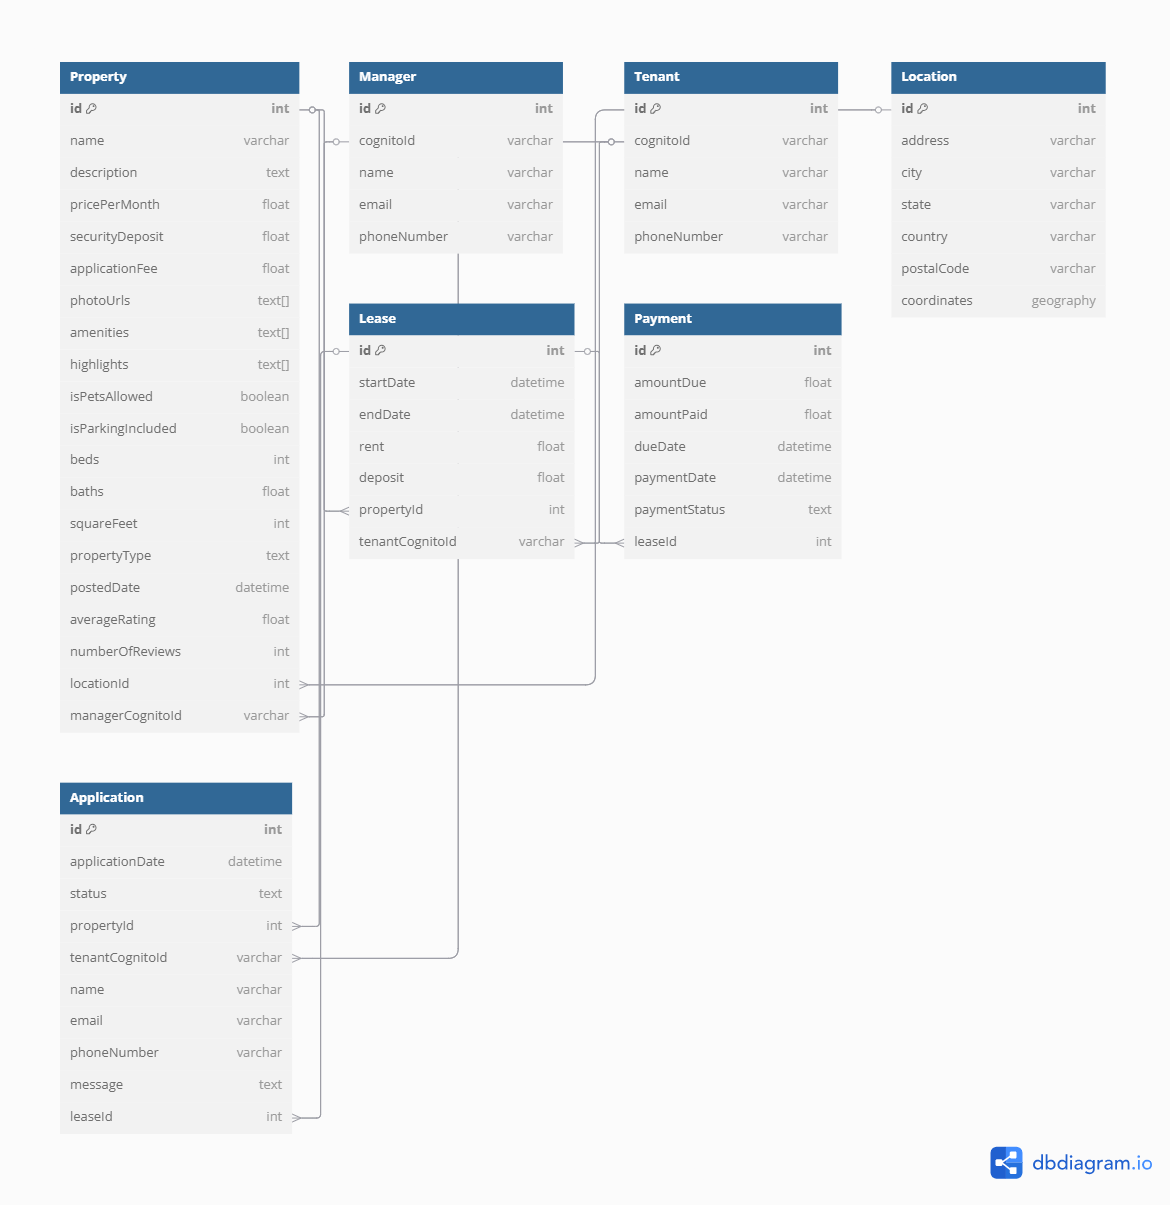 Property
id int
name varchar
description text
pricePerMonth float
securityDeposit float
applicationFee float
photoUrls text[]
amenities text[]
highlights text[]
isPetsAllowed boolean
isParkingIncluded boolean
beds int
baths float
squareFeet int
propertyType text
postedDate datetime
averageRating float
numberOfReviews int
locationId int
managerCognitoId varchar
Manager
id int
cognitoId varchar
name varchar
email varchar
phoneNumber varchar
Tenant
id int
cognitoId varchar
name varchar
email varchar
phoneNumber varchar
Location
id int
address varchar
city varchar
state varchar
country varchar
postalCode varchar
coordinates geography
Lease
id int
startDate datetime
endDate datetime
rent float
deposit float
propertyId int
tenantCognitoId varchar
Payment
id int
amountDue float
amountPaid float
dueDate datetime
paymentDate datetime
paymentStatus text
leaseId int
Application
id int
applicationDate datetime
status text
propertyId int
tenantCognitoId varchar
name varchar
email varchar
phoneNumber varchar
message text
leaseId int
dbdiagram.io